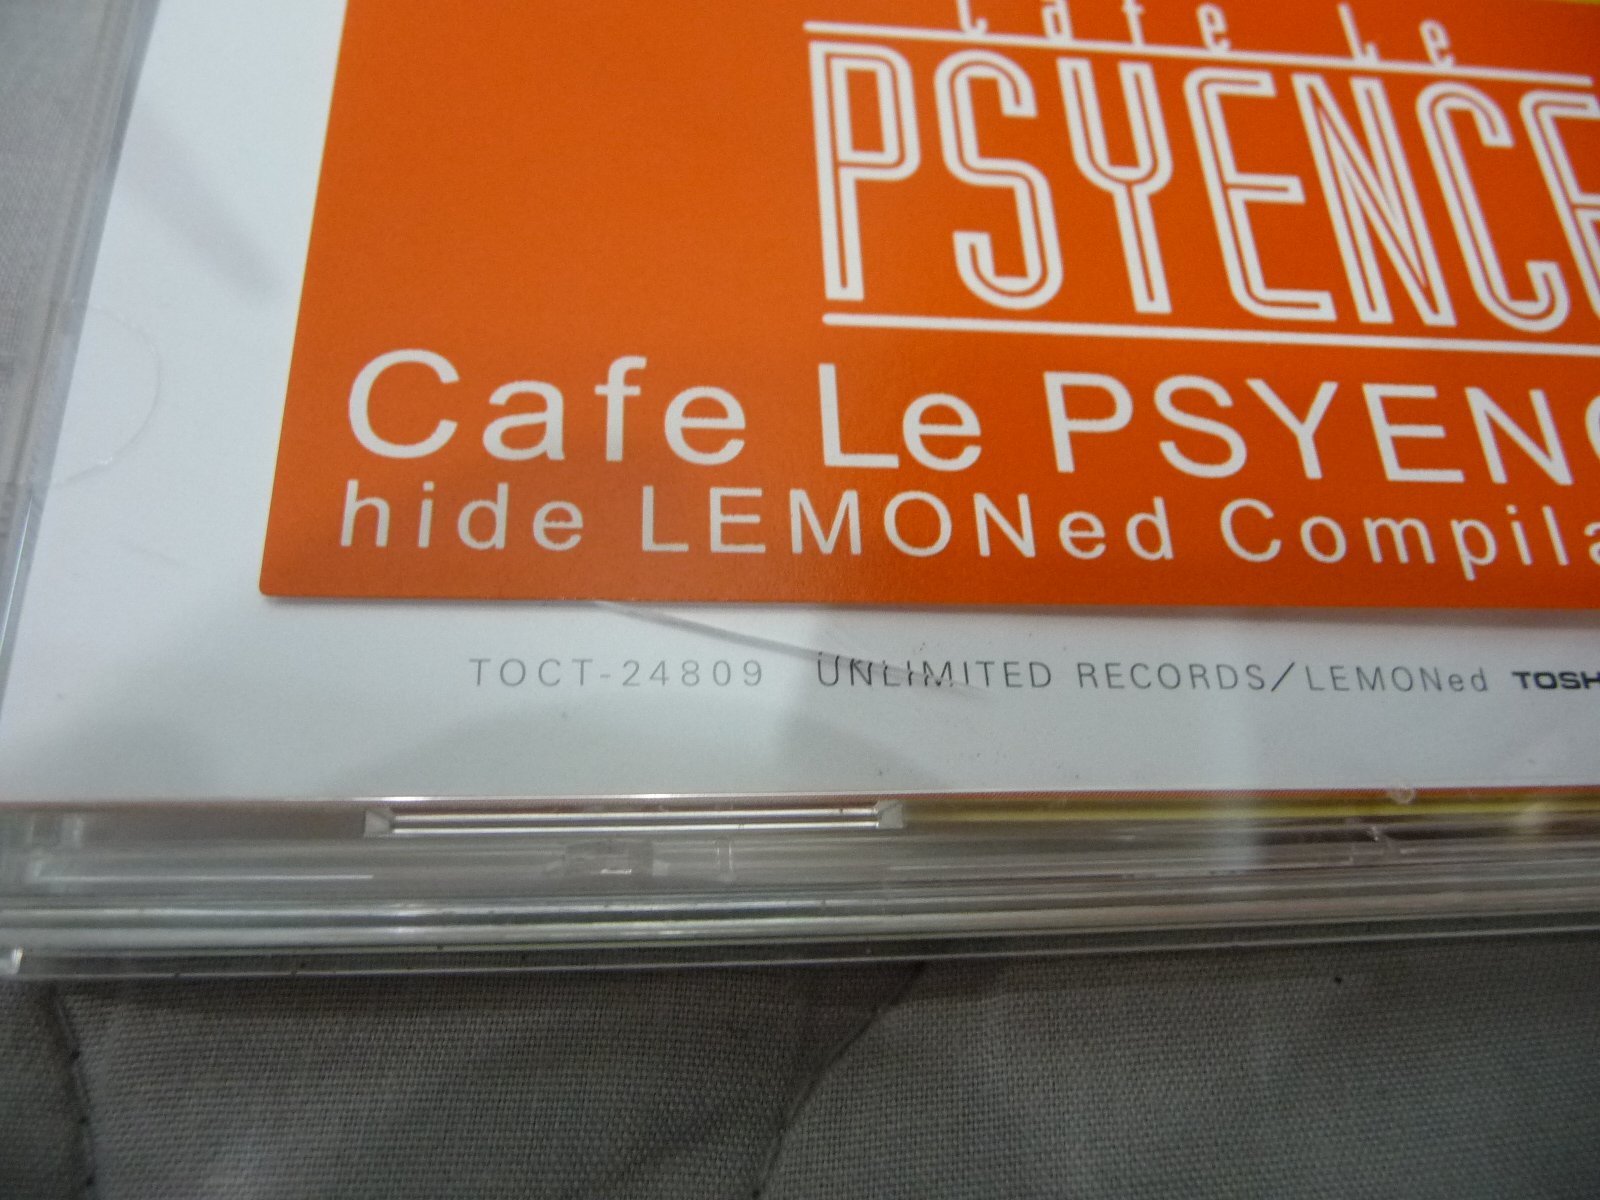 Cafe Le
PSYENCE
Cafe Le PSYENC
hide LEMONed Compila
TOCT-24809 UNLIMITED RECORDS/LEMONed TOSH